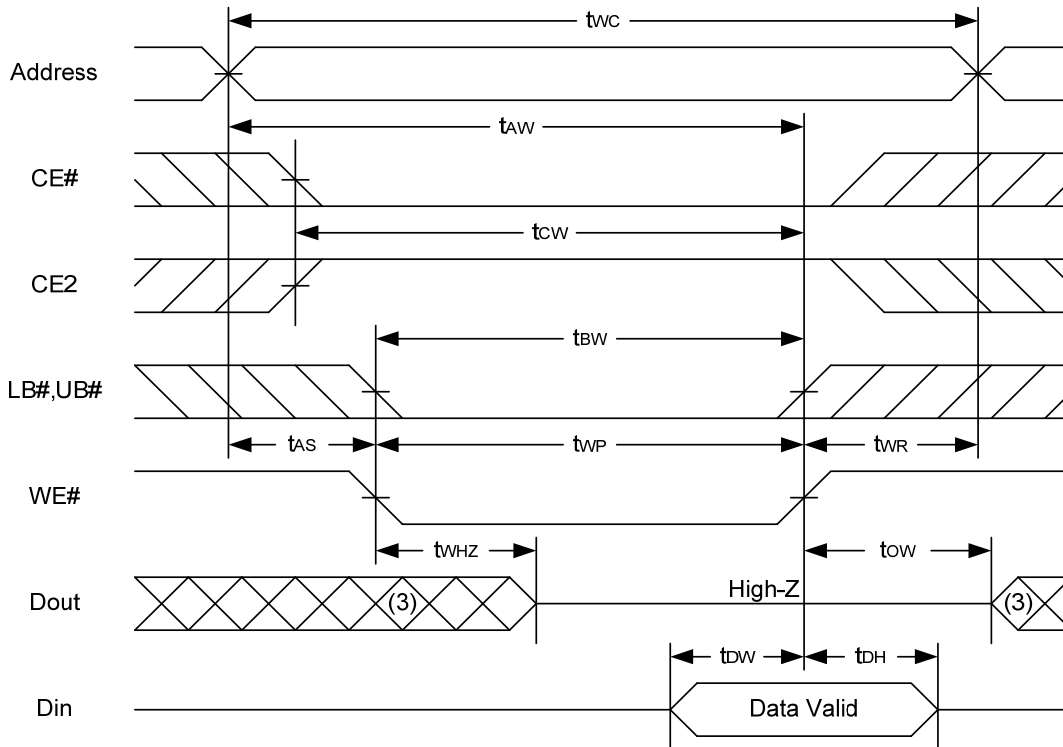 tWC
Address
tAW
CE#
tCW
CE2
tBW
LB#,UB#
tAS tWP tWR
WE#
tWHZ tOW
High-Z
Dout (3) (3)
tDW tDH
Din Data Valid